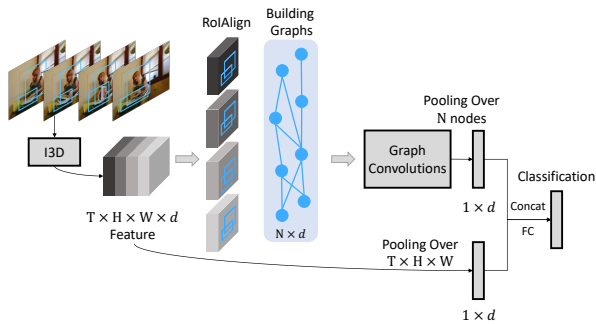 RoIAlign
Building
Graphs
I3D
T × H × W × d
Feature
N × d
Graph
Convolutions
Pooling Over
N nodes
1 × d
Classification
Concat
FC
Pooling Over
T × H × W
1 × d